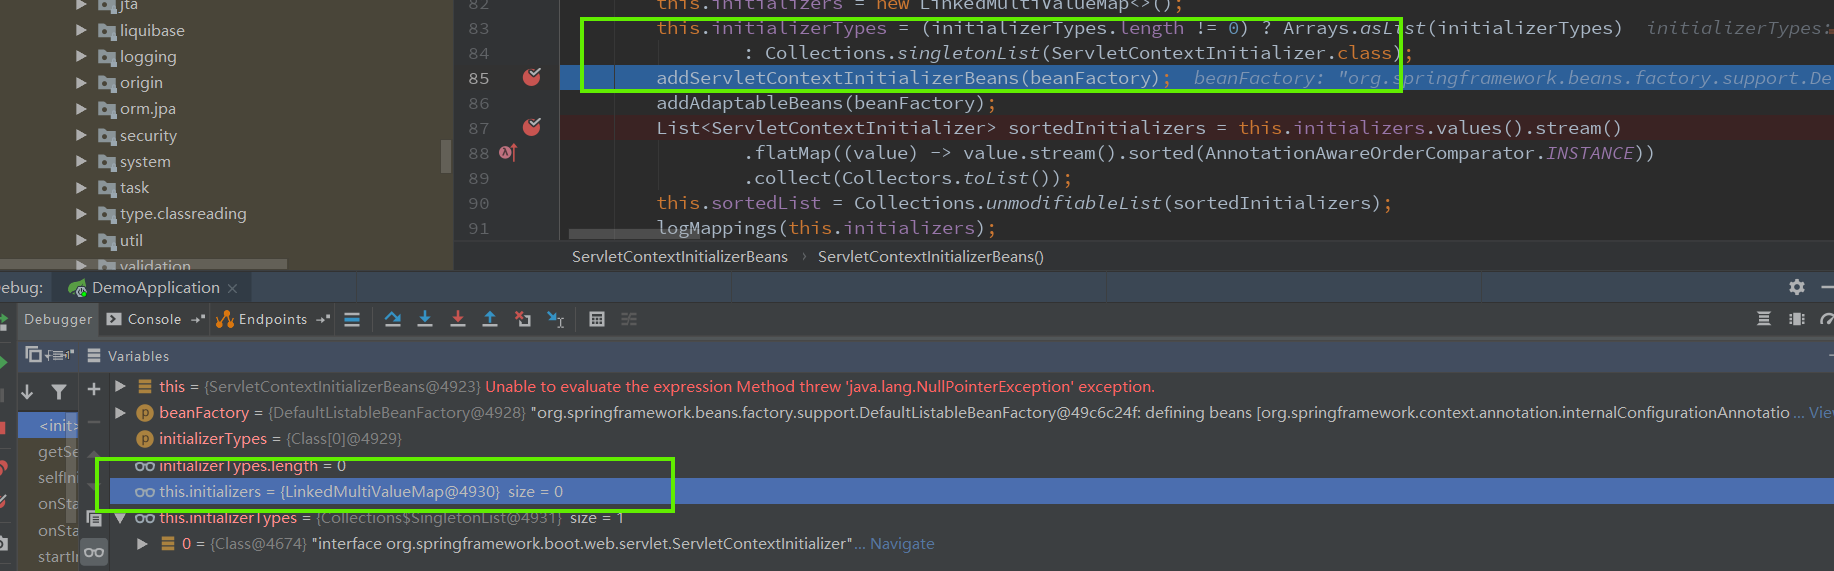 jta
liquibase
logging
origin
orm.jpa
security
system
task
type.classreading
util
validation
82 this.initializers = new LinkedMultiValueMap<>();
83 this.initializerTypes = (initializerTypes.length != 0) ? Arrays.asList(initializerTypes) initializerTypes:
84 : Collections.singletonList(ServletContextInitializer.class);
85 addServletContextInitializerBeans(beanFactory); beanFactory: "org.springframework.beans.factory.support.De
86 addAdaptableBeans(beanFactory);
87 List<ServletContextInitializer> sortedInitializers = this.initializers.values().stream()
88 .flatMap((value) -> value.stream().sorted(AnnotationAwareOrderComparator.INSTANCE))
89 .collect(Collectors.toList());
90 this.sortedList = Collections.unmodifiableList(sortedInitializers);
91 logMappings(this.initializers);
ServletContextInitializerBeans › ServletContextInitializerBeans()
ebug: DemoApplication
Debugger Console Endpoints
Variables
<init>
getSe
selfIni
onSta
onSta
startIn
this = {ServletContextInitializerBeans@4923} Unable to evaluate the expression Method threw 'java.lang.NullPointerException' exception.
beanFactory = {DefaultListableBeanFactory@4928} "org.springframework.beans.factory.support.DefaultListableBeanFactory@49c6c24f: defining beans [org.springframework.context.annotation.internalConfigurationAnnotatio ... View
initializerTypes = {Class[0]@4929}
initializerTypes.length = 0
this.initializers = {LinkedMultiValueMap@4930} size = 0
this.initializerTypes = {Collections$SingletonList@4931} size = 1
0 = {Class@4674} "interface org.springframework.boot.web.servlet.ServletContextInitializer"... Navigate